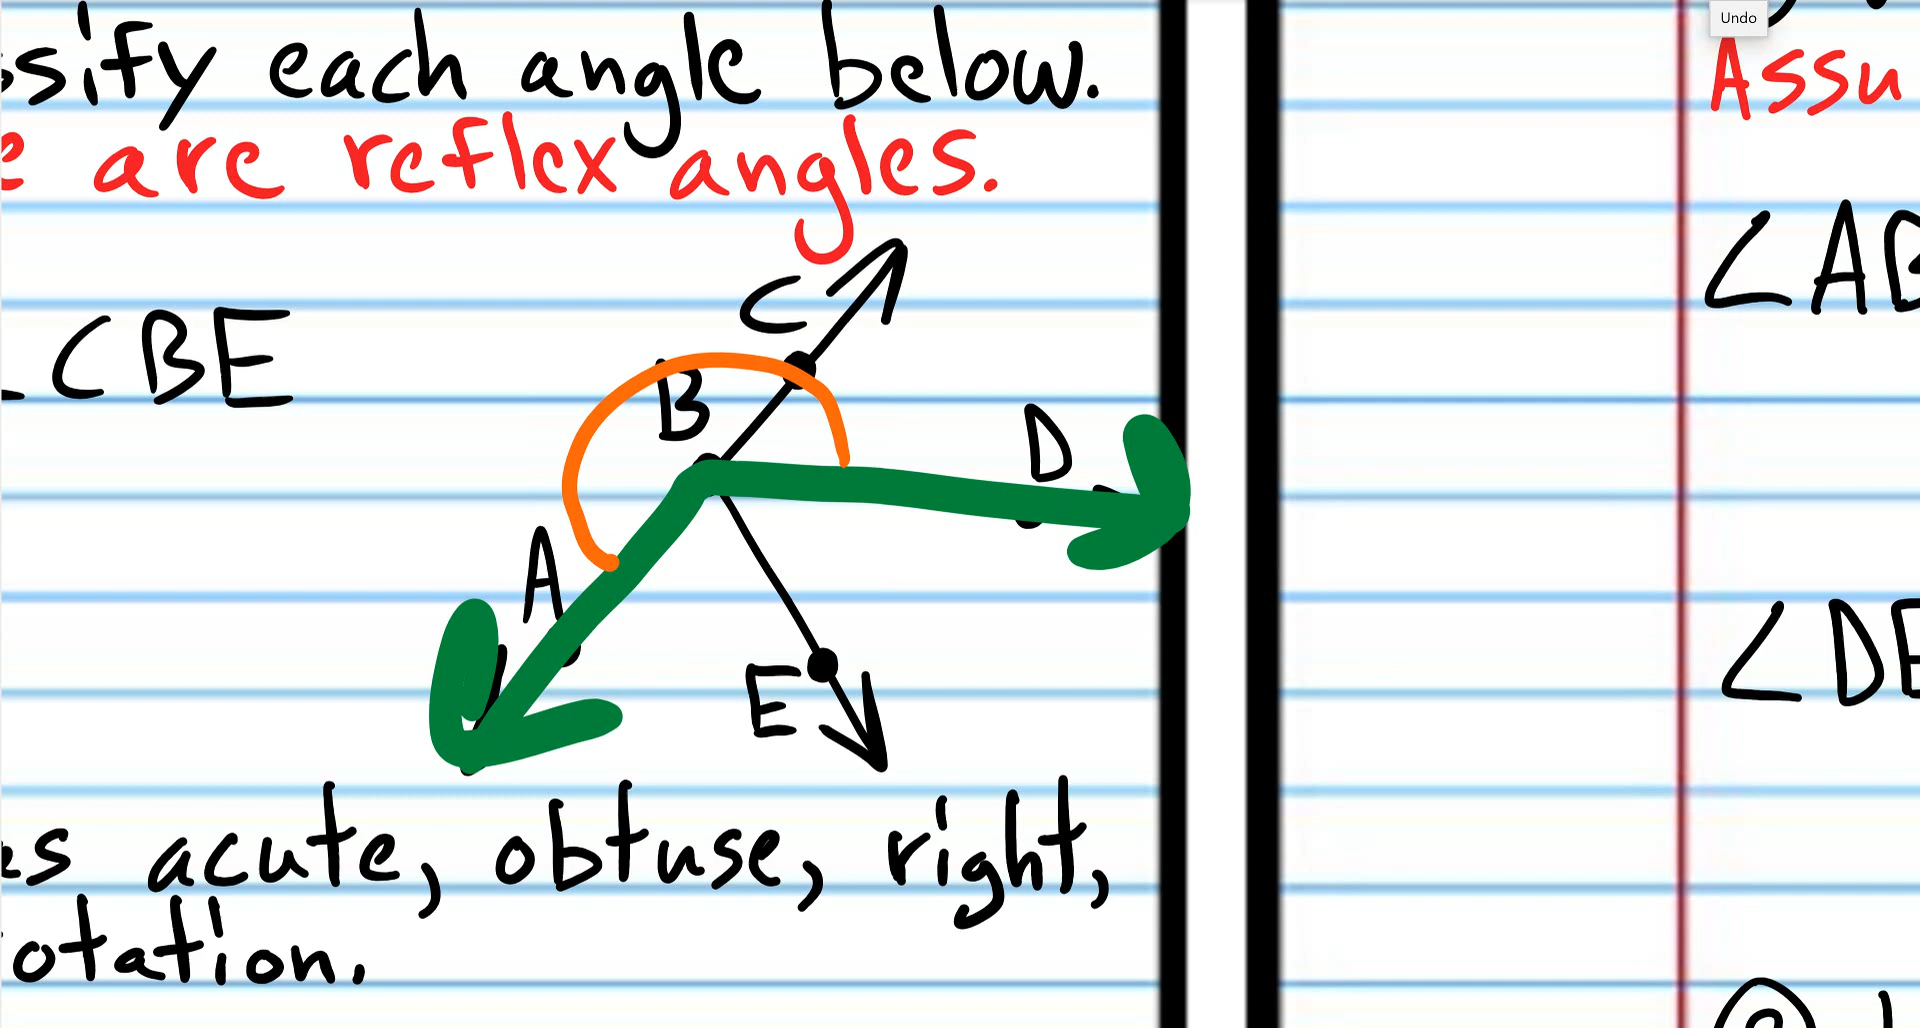 Undo
sify each angle below.
e are reflex angles.
Assu
C
∠AB
CBE
B
D
A
E
∠DE
es acute, obtuse, right,
otation.